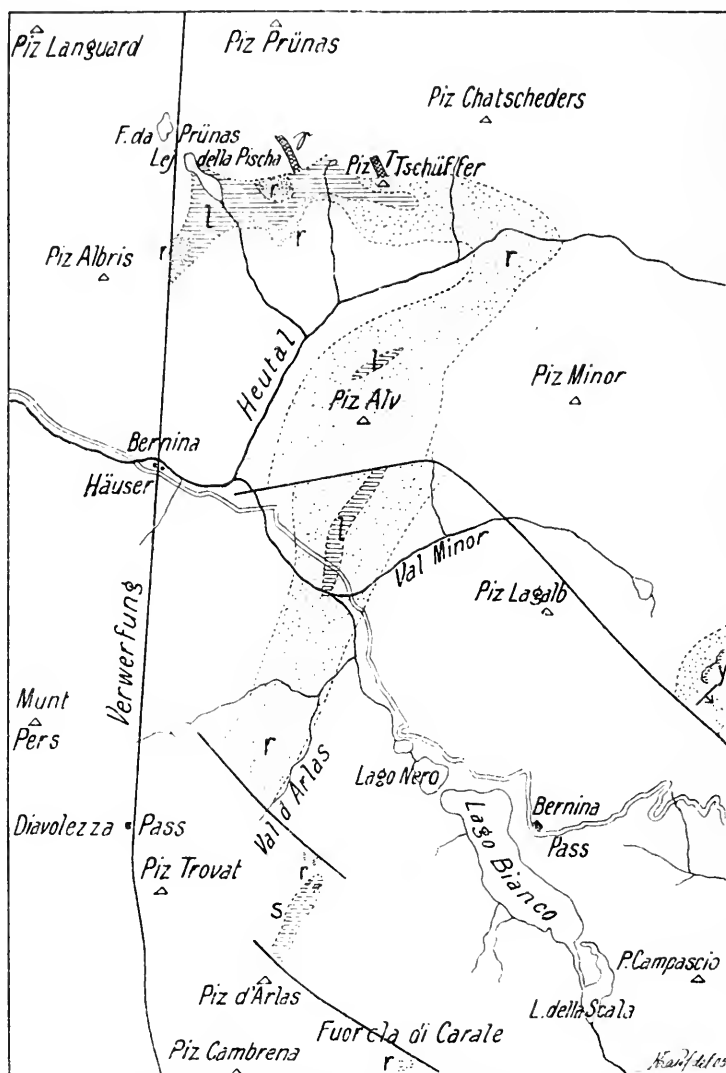 Piz Languard
Piz Prünas
Piz Chatscheders
F. da Prünas
Lej della Pischa
γ
Piz Tschüffer
γ
r
l
r
r
r
Piz Albris
Heutal
l
Piz Alv
Piz Minor
Bernina
Häuser
l
Val Minor
Piz Lagalb
γ
Verwerfung
Munt
Pers
r
Val d'Arlas
Lago Nero
Diavolezza Pass
Bernina
Pass
Lago Bianco
Piz Trovat
r
s
P. Campascio
Piz d'Arlas
L. della Scala
Fuorcla di Carale
Piz Cambrena
r